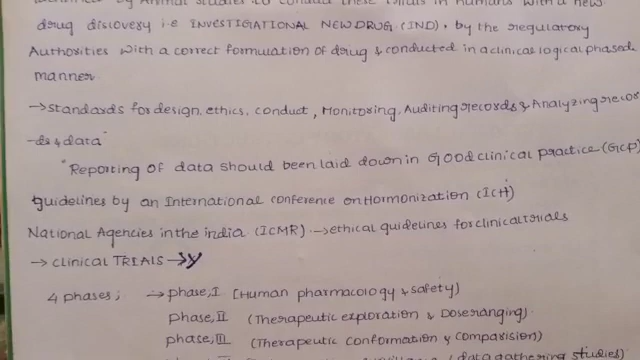 by Animal studies to conduct these trials in humans with a new
drug discovery i.e INVESTIGATIONAL NEW DRUG (IND). by the regulatory
Authorities with a correct formulation of drug & conducted in a clinical logical phased
manner.
→ standards for design, ethics, conduct, Monitoring, Auditing records & Analyzing recor
-ds & data"
"Reporting of data should been laid down in Good clinical practice (GCP)
guidelines by an International conference on Hormonization (ICH)
National Agencies in the india (ICMR) → ethical guidelines for clinical trials
→ clinical TRIALS →
4 phases; → phase, I (Human pharmacology & safety)
phase, II (Therapeutic exploration & Doseranging)
phase, III (Therapeutic Conformation & Comparision)
(data gathering studies)